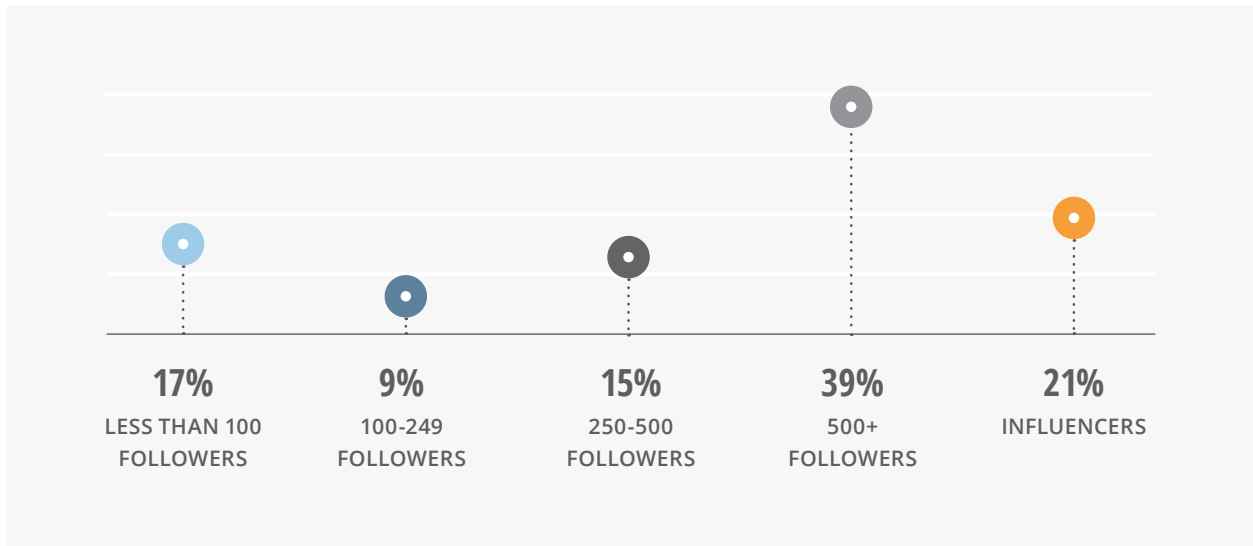 17%
LESS THAN 100
FOLLOWERS
9%
100-249
FOLLOWERS
15%
250-500
FOLLOWERS
39%
500+
FOLLOWERS
21%
INFLUENCERS